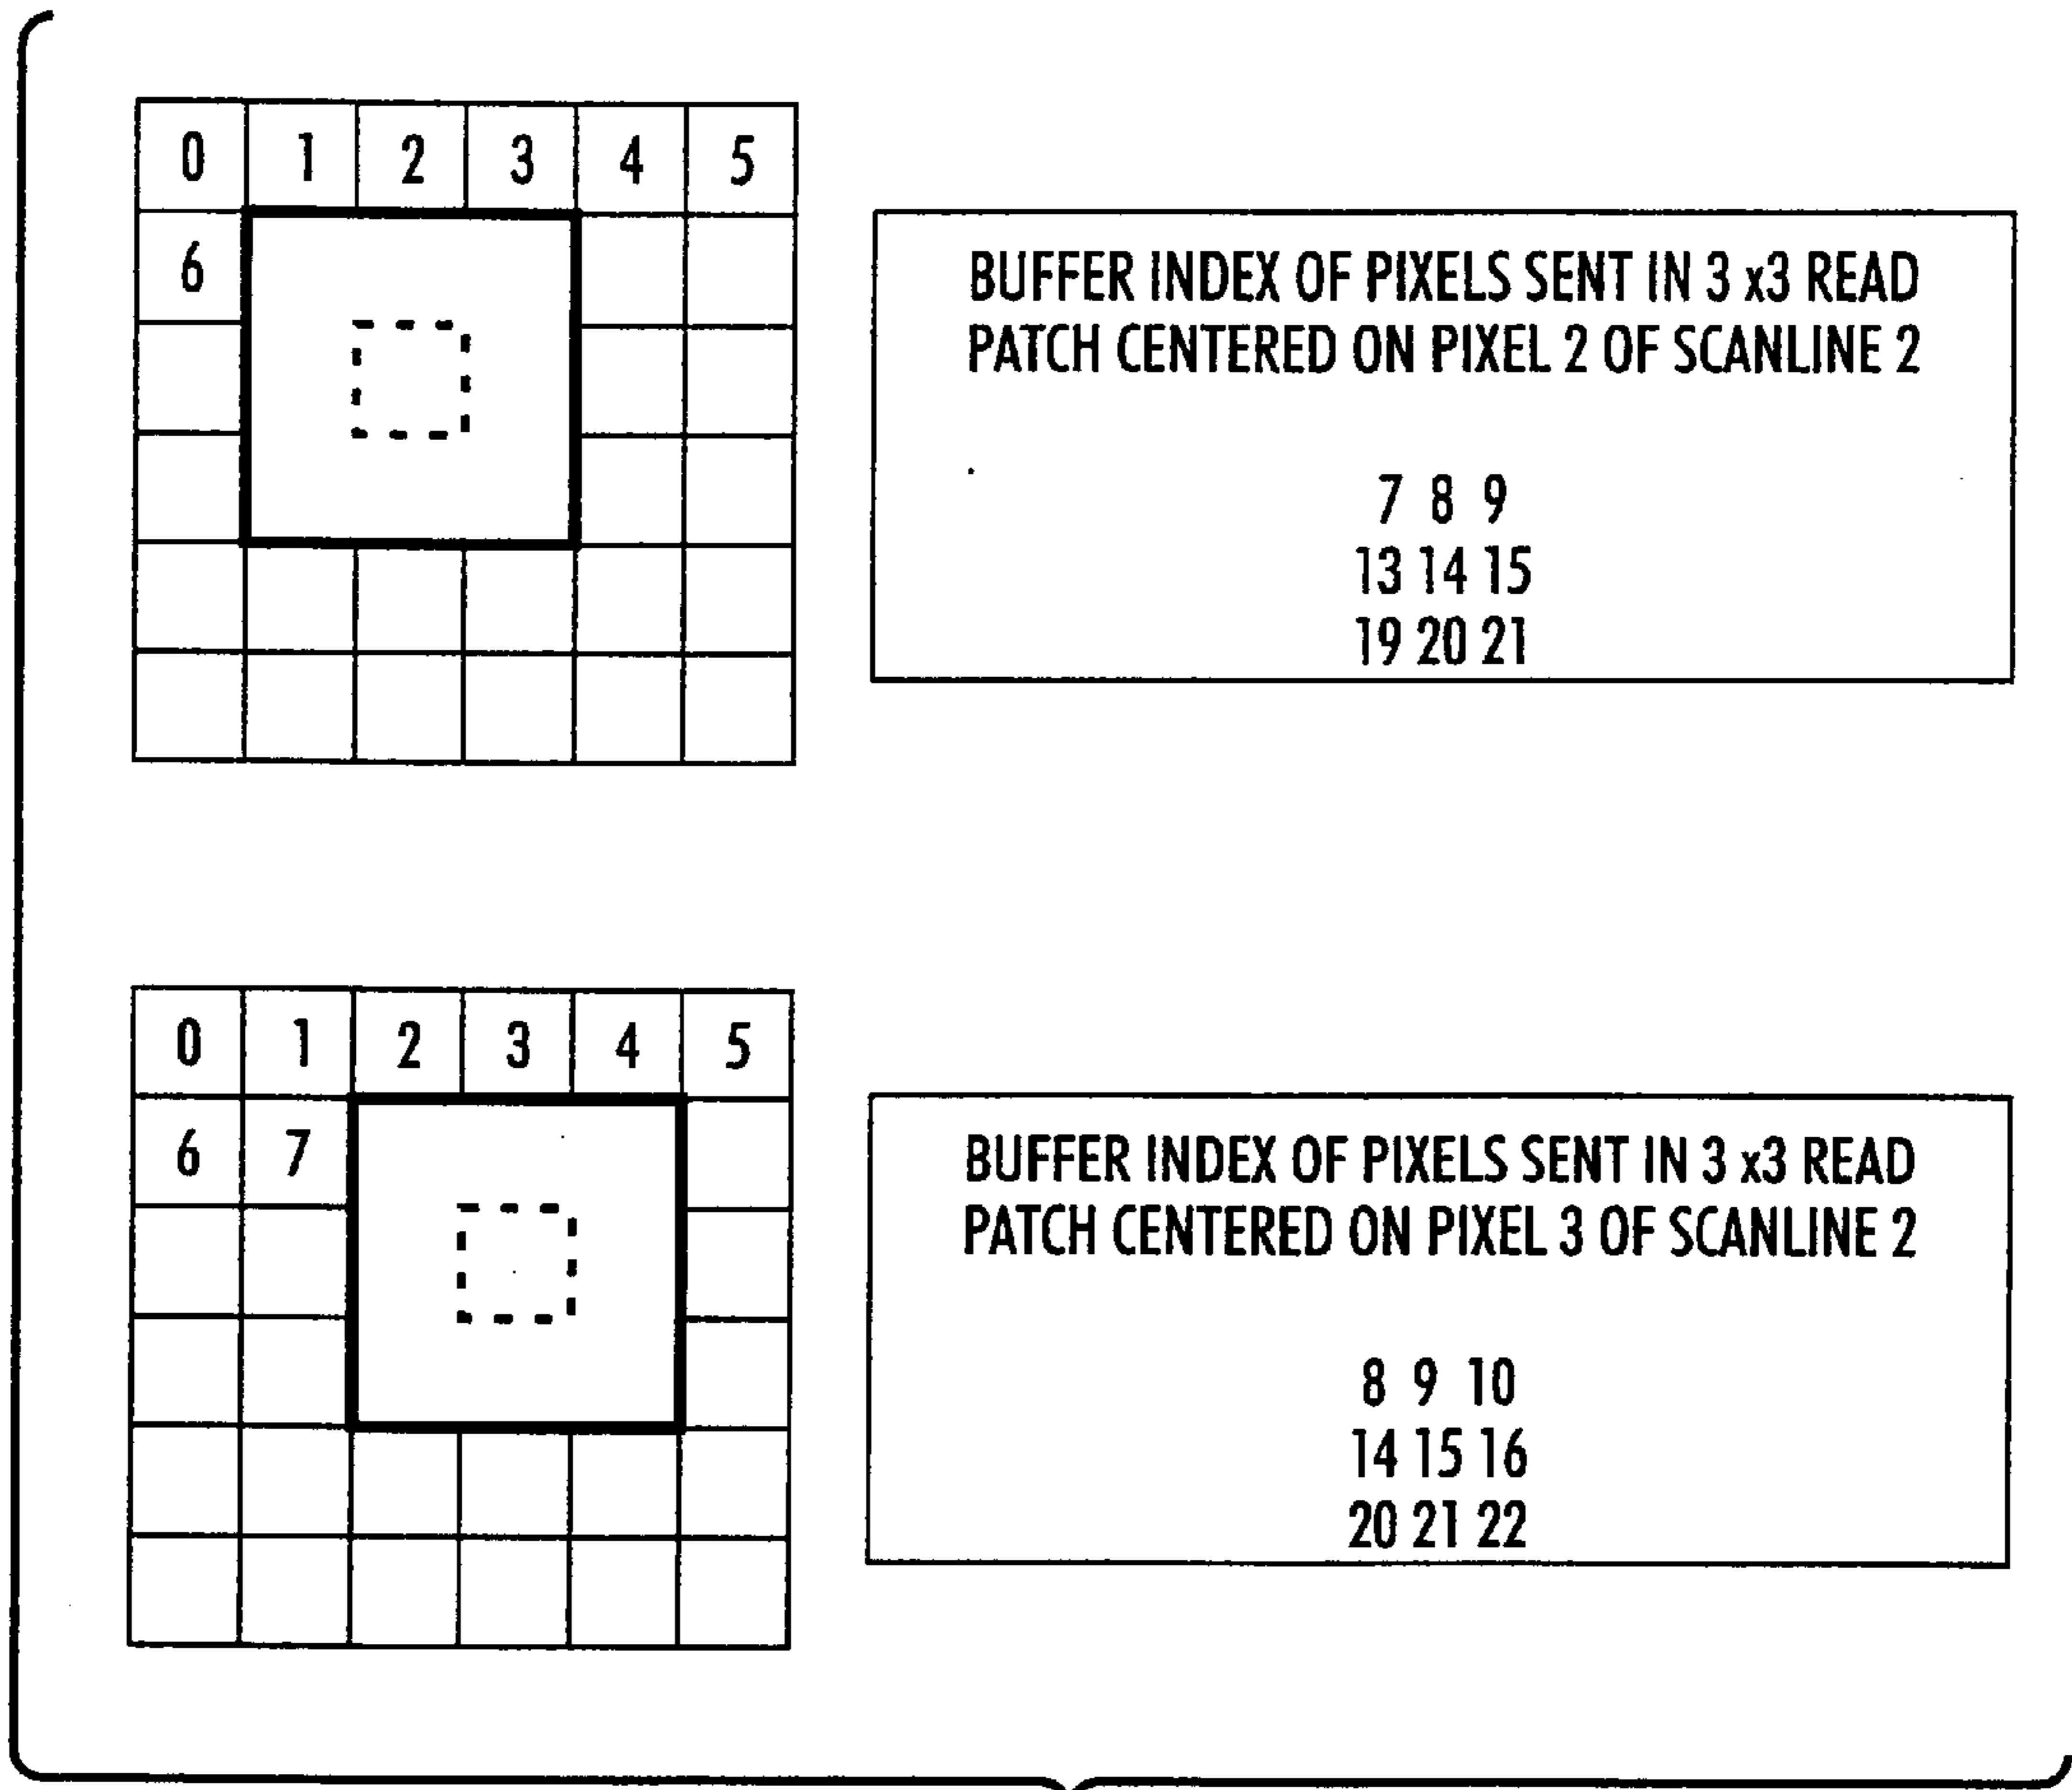 0 1 2 3 4 5
6
BUFFER INDEX OF PIXELS SENT IN 3 x3 READ
PATCH CENTERED ON PIXEL 2 OF SCANLINE 2
7 8 9
13 14 15
19 20 21
0 1 2 3 4 5
6 7
BUFFER INDEX OF PIXELS SENT IN 3 x3 READ
PATCH CENTERED ON PIXEL 3 OF SCANLINE 2
8 9 10
14 15 16
20 21 22